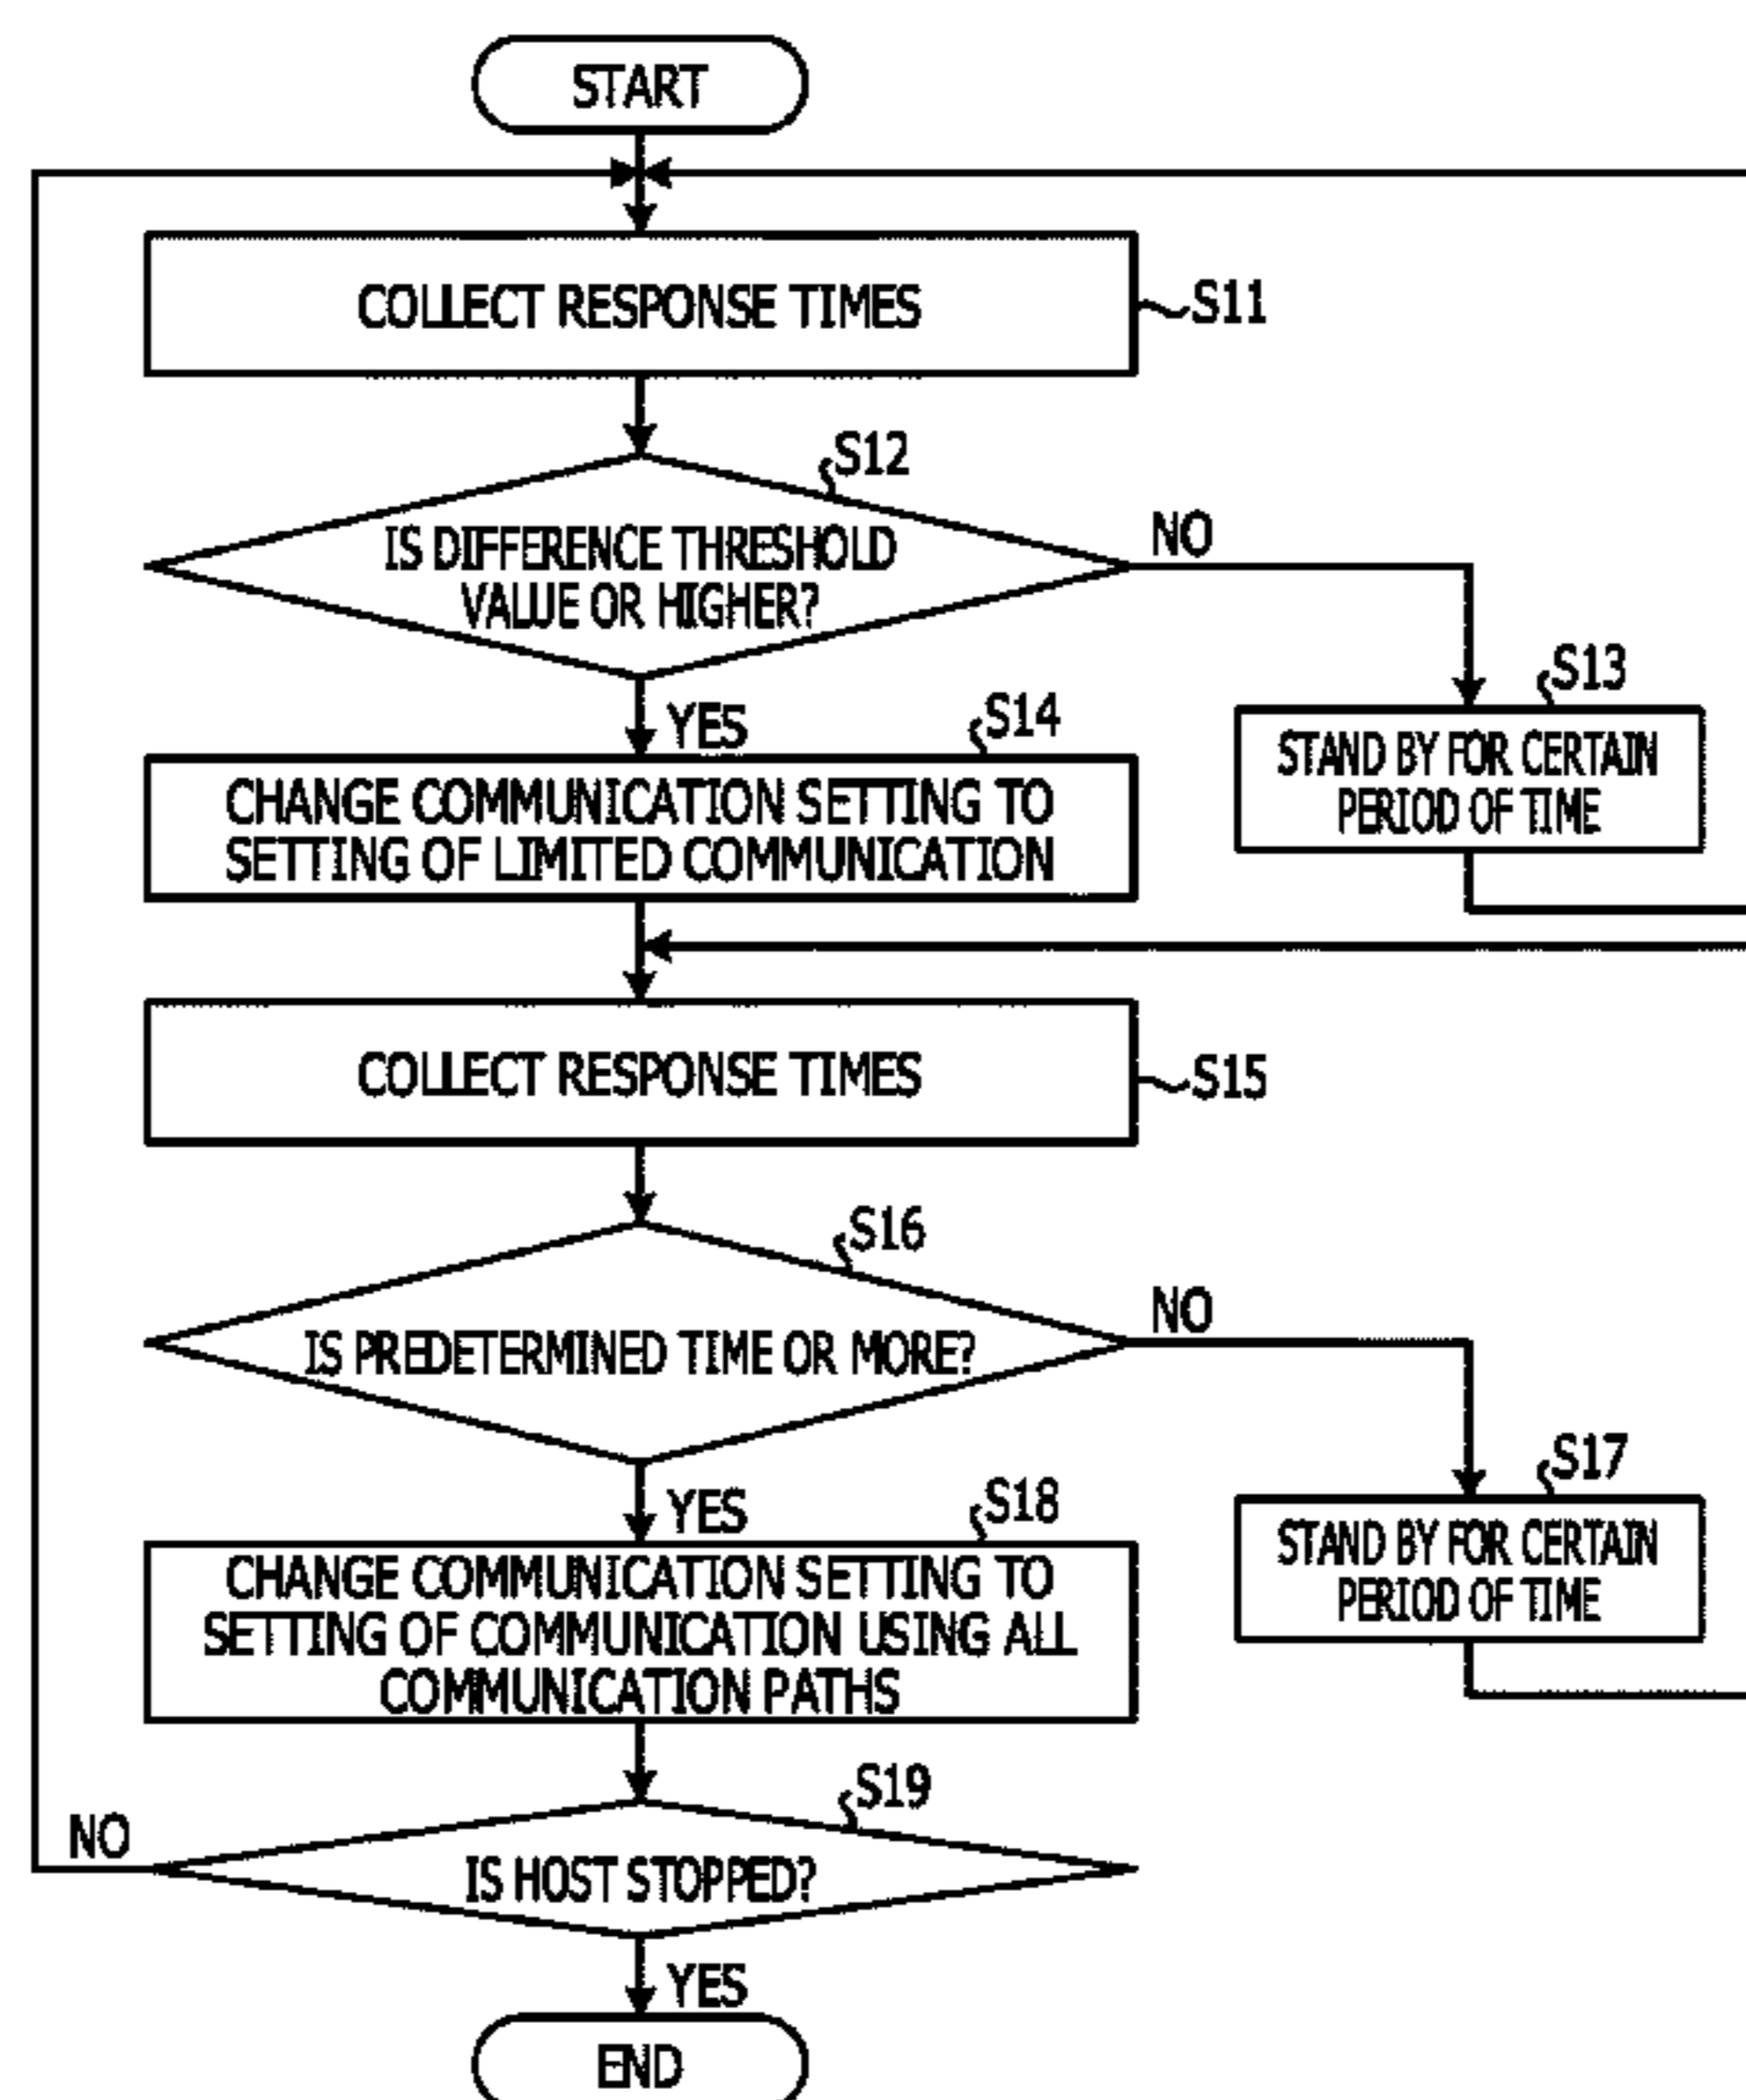 START
COLLECT RESPONSE TIMES
S11
S12
IS DIFFERENCE THRESHOLD
VALUE OR HIGHER?
NO
S13
STAND BY FOR CERTAIN
PERIOD OF TIME
YES
S14
CHANGE COMMUNICATION SETTING TO
SETTING OF LIMITED COMMUNICATION
COLLECT RESPONSE TIMES
S15
S16
IS PREDETERMINED TIME OR MORE?
NO
S17
STAND BY FOR CERTAIN
PERIOD OF TIME
YES
S18
CHANGE COMMUNICATION SETTING TO
SETTING OF COMMUNICATION USING ALL
COMMUNICATION PATHS
S19
NO
IS HOST STOPPED?
YES
END